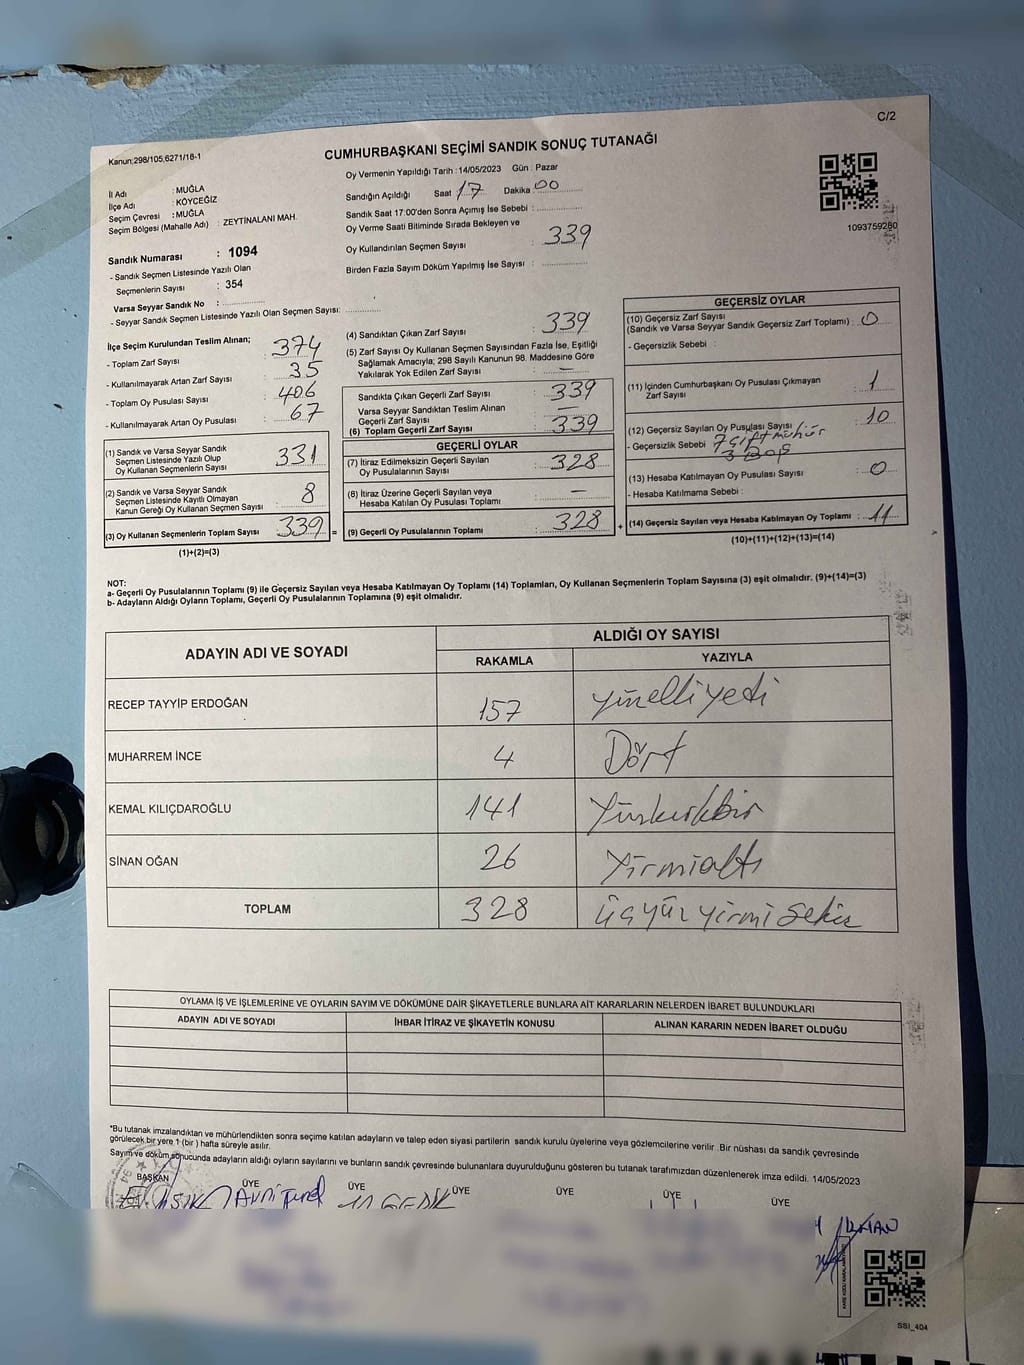 C/2
Kanun:298/105,6271/16-1
CUMHURBAŞKANI SEÇİMİ SANDIK SONUÇ TUTANAĞI
İl Adı : MUĞLA
İlçe Adı : KÖYCEĞİZ
Seçim Çevresi : MUĞLA
Seçim Bölgesi (Mahalle Adı) : ZEYTİNALANI MAH.
Sandık Numarası : 1094
- Sandık Seçmen Listesinde Yazılı Olan
Seçmenlerin Sayısı : 354
Varsa Seyyar Sandık No :
- Seyyar Sandık Seçmen Listesinde Yazılı Olan Seçmen Sayısı:
Oy Vermenin Yapıldığı Tarih :14/05/2023 Gün : Pazar
Sandığın Açıldığı Saat 17 Dakika 00
Sandık Saat 17:00'den Sonra Açımış İse Sebebi :
Oy Verme Saati Bitiminde Sırada Bekleyen ve
Oy Kullandırılan Seçmen Sayısı : 339
Birden Fazla Sayım Döküm Yapılmış İse Sayısı :
1093759280
İlçe Seçim Kurulundan Teslim Alınan;
- Toplam Zarf Sayısı : 374
- Kullanılmayarak Artan Zarf Sayısı : 35
- Toplam Oy Pusulası Sayısı : 406
- Kullanılmayarak Artan Oy Pusulası : 67
(1) Sandık ve Varsa Seyyar Sandık
Seçmen Listesinde Yazılı Olup
Oy Kullanan Seçmenlerin Sayısı : 331
(2) Sandık ve Varsa Seyyar Sandık
Seçmen Listesinde Kayıtlı Olmayan
Kanun Gereği Oy Kullanan Seçmen Sayısı : 8
(3) Oy Kullanan Seçmenlerin Toplam Sayısı : 339 =
(1)+(2)=(3)
(4) Sandıktan Çıkan Zarf Sayısı : 339
(5) Zarf Sayısı Oy Kullanan Seçmen Sayısından Fazla İse, Eşitliği
Sağlamak Amacıyla; 298 Sayılı Kanunun 98. Maddesine Göre
Yakılarak Yok Edilen Zarf Sayısı : —
Sandıkta Çıkan Geçerli Zarf Sayısı : 339
Varsa Seyyar Sandıktan Teslim Alınan
Geçerli Zarf Sayısı : —
(6) Toplam Geçerli Zarf Sayısı : 339
GEÇERLİ OYLAR
(7) İtiraz Edilmeksizin Geçerli Sayılan
Oy Pusulalarının Sayısı : 328
(8) İtiraz Üzerine Geçerli Sayılan veya
Hesaba Katılan Oy Pusulası Toplamı : —
(9) Geçerli Oy Pusulalarının Toplamı : 328 +
GEÇERSİZ OYLAR
(10) Geçersiz Zarf Sayısı
(Sandık ve Varsa Seyyar Sandık Geçersiz Zarf Toplamı) : 0
- Geçersizlik Sebebi :
(11) İçinden Cumhurbaşkanı Oy Pusulası Çıkmayan
Zarf Sayısı : 1
(12) Geçersiz Sayılan Oy Pusulası Sayısı : 10
- Geçersizlik Sebebi 7 çift mühür
3 Boş
(13) Hesaba Katılmayan Oy Pusulası Sayısı : 0
- Hesaba Katılmama Sebebi :
(14) Geçersiz Sayılan veya Hesaba Katılmayan Oy Toplamı : 11
(10)+(11)+(12)+(13)=(14)
NOT:
a- Geçerli Oy Pusulalarının Toplamı (9) ile Geçersiz Sayılan veya Hesaba Katılmayan Oy Toplamı (14) Toplamları, Oy Kullanan Seçmenlerin Toplam Sayısına (3) eşit olmalıdır. (9)+(14)=(3)
b- Adayların Aldığı Oyların Toplamı, Geçerli Oy Pusulalarının Toplamına (9) eşit olmalıdır.
ADAYIN ADI VE SOYADI
ALDIĞI OY SAYISI
RAKAMLA YAZIYLA
RECEP TAYYİP ERDOĞAN 157 yüzelliyedi
MUHARREM İNCE 4 Dört
KEMAL KILIÇDAROĞLU 141 Yüzkırkbir
SİNAN OĞAN 26 Yirmialtı
TOPLAM 328 üçyüz yirmi sekiz
OYLAMA İŞ VE İŞLEMLERİNE VE OYLARIN SAYIM VE DÖKÜMÜNE DAİR ŞİKAYETLERLE BUNLARA AİT KARARLARIN NELERDEN İBARET BULUNDUKLARI
ADAYIN ADI VE SOYADI İHBAR İTİRAZ VE ŞİKAYETİN KONUSU ALINAN KARARIN NEDEN İBARET OLDUĞU
*Bu tutanak imzalandıktan ve mühürlendikten sonra seçime katılan adayların ve talep eden siyasi partilerin sandık kurulu üyelerine veya gözlemcilerine verilir. Bir nüshası da sandık çevresinde
görülecek bir yere 1 (bir) hafta süreyle asılır.
Sayım ve döküm sonucunda adayların aldığı oyların sayılarını ve bunların sandık çevresinde bulunanlara duyurulduğunu gösteren bu tutanak tarafımızdan düzenlenerek imza edildi. 14/05/2023
BAŞKAN ÜYE ÜYE ÜYE ÜYE ÜYE ÜYE
SSI_404